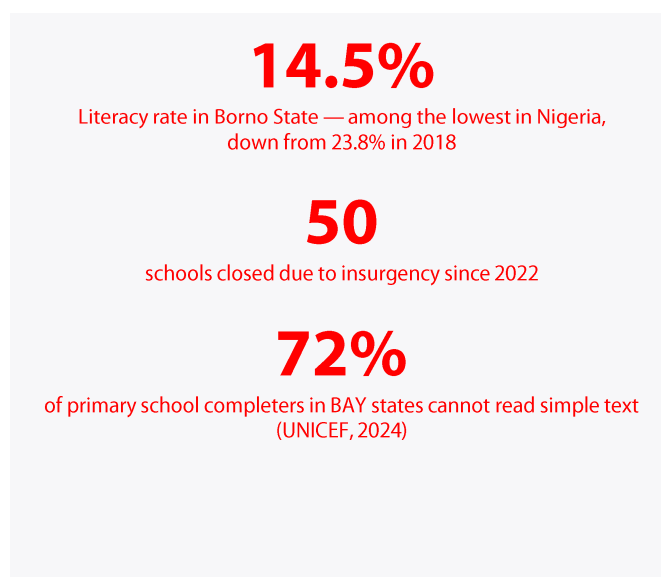 14.5%
Literacy rate in Borno State — among the lowest in Nigeria,
down from 23.8% in 2018
50
schools closed due to insurgency since 2022
72%
of primary school completers in BAY states cannot read simple text
(UNICEF, 2024)